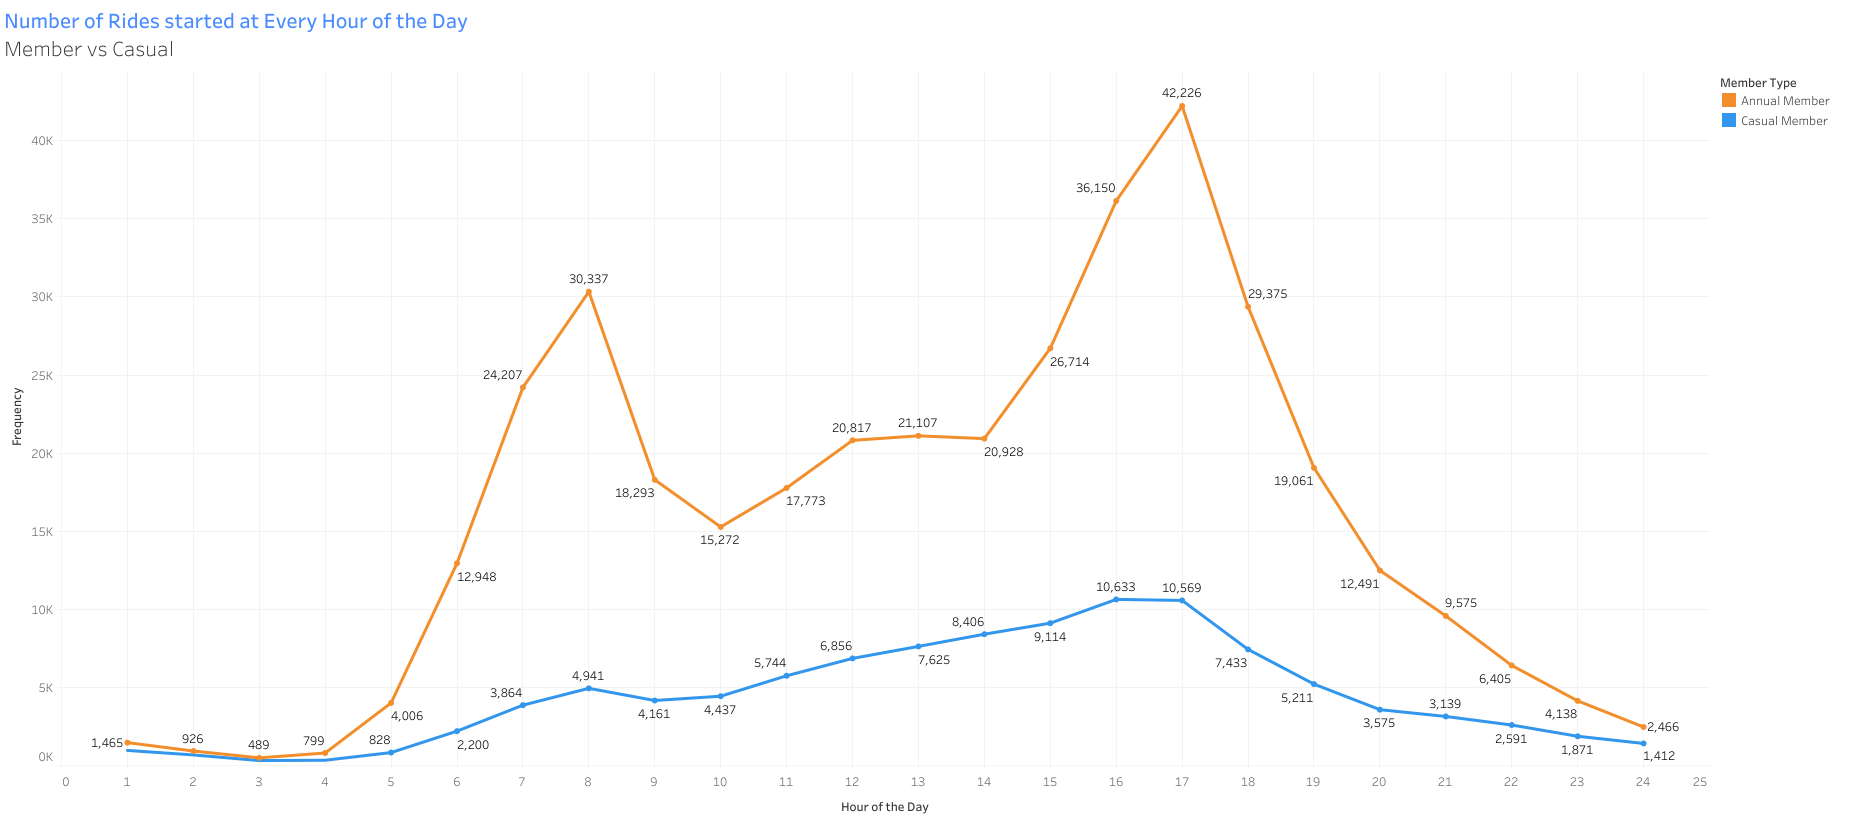 Number of Rides started at Every Hour of the Day
Member vs Casual
Member Type
Annual Member
Casual Member
42,226
40K
36,150
35K
30,337
30K
29,375
26,714
25K
24,207
Frequency
20,817
21,107
20,928
20K
19,061
18,293
17,773
15K
15,272
12,948
12,491
10K
10,633
10,569
9,575
8,406
9,114
6,856
7,625
7,433
6,405
5,744
5K
4,941
5,211
3,864
4,161
4,437
3,575
3,139
4,138
4,006
2,200
2,591
2,466
1,465
926
489
799
828
1,871
1,412
0K
0 1 2 3 4 5 6 7 8 9 10 11 12 13 14 15 16 17 18 19 20 21 22 23 24 25
Hour of the Day